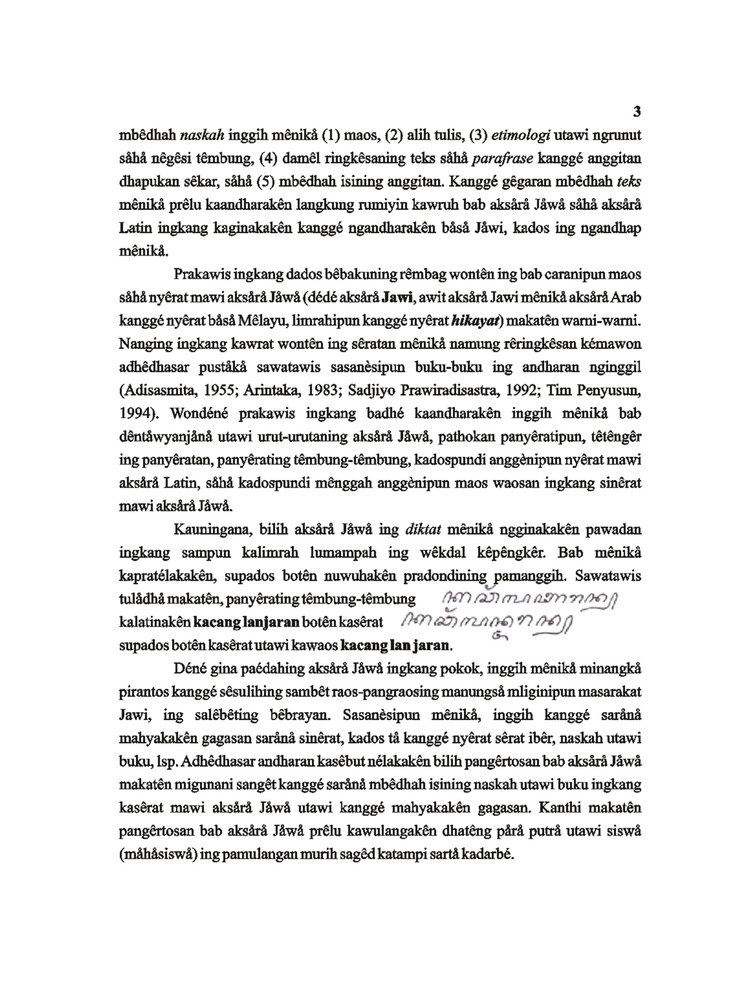 3
mbêdhah naskah inggih mênikå (1) maos, (2) alih tulis, (3) etimologi utawi ngrunut
såhå nêgêsi têmbung, (4) damêl ringkêsaning teks såhå parafrase kanggé anggitan
dhapukan sêkar, såhå (5) mbêdhah isining anggitan. Kanggé gêgaran mbêdhah teks
mênikå prêlu kaandharakên langkung rumiyin kawruh bab aksårå Jåwå såhå aksårå
Latin ingkang kaginakakên kanggé ngandharakên båså Jåwi, kados ing ngandhap
mênikå.
Prakawis ingkang dados bêbakuning rêmbag wontên ing bab caranipun maos
såhå nyêrat mawi aksårå Jåwå (dédé aksårå Jawi, awit aksårå Jawi mênikå aksårå Arab
kanggé nyêrat båså Mêlayu, limrahipun kanggé nyêrat hikayat) makatên warni-warni.
Nanging ingkang kawrat wontên ing sêratan mênikå namung rêringkêsan kémawon
adhêdhasar puståkå sawatawis sasanèsipun buku-buku ing andharan nginggil
(Adisasmita, 1955; Arintaka, 1983; Sadjiyo Prawiradisastra, 1992; Tim Penyusun,
1994). Wondéné prakawis ingkang badhé kaandharakên inggih mênikå bab
dêntåwyanjånå utawi urut-urutaning aksårå Jåwå, pathokan panyêratipun, têtêngêr
ing panyêratan, panyêrating têmbung-têmbung, kadospundi anggènipun nyêrat mawi
aksårå Latin, såhå kadospundi mênggah anggènipun maos waosan ingkang sinêrat
mawi aksårå Jåwå.
Kauningana, bilih aksårå Jåwå ing diktat mênikå ngginakakên pawadan
ingkang sampun kalimrah lumampah ing wêkdal kêpêngkêr. Bab mênikå
kapratélakakên, supados botên nuwuhakên pradondining pamanggih. Sawatawis
tulådhå makatên, panyêrating têmbung-têmbung
kalatinakên kacang lanjaran botên kasêrat
supados botên kasêrat utawi kawaos kacang lan jaran.
Déné gina paédahing aksårå Jåwå ingkang pokok, inggih mênikå minangkå
pirantos kanggé sêsulihing sambêt raos-pangraosing manungså mliginipun masarakat
Jawi, ing salêbêting bêbrayan. Sasanèsipun mênikå, inggih kanggé sarånå
mahyakakên gagasan sarånå sinêrat, kados tå kanggé nyêrat sêrat ibêr, naskah utawi
buku, lsp. Adhêdhasar andharan kasêbut nélakakên bilih pangêrtosan bab aksårå Jåwå
makatên migunani sangêt kanggé sarånå mbêdhah isining naskah utawi buku ingkang
kasêrat mawi aksårå Jåwå utawi kanggé mahyakakên gagasan. Kanthi makatên
pangêrtosan bab aksårå Jåwå prêlu kawulangakên dhatêng pårå putrå utawi siswå
(måhåsiswå) ing pamulangan murih sagêd katampi sartå kadarbé.